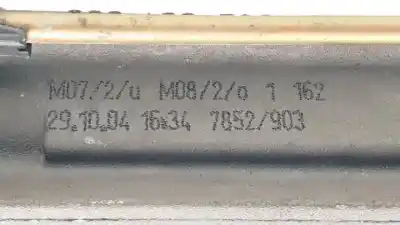 M07/2/u M08/2/o 1 162
29.10.04 16:34 7852/903